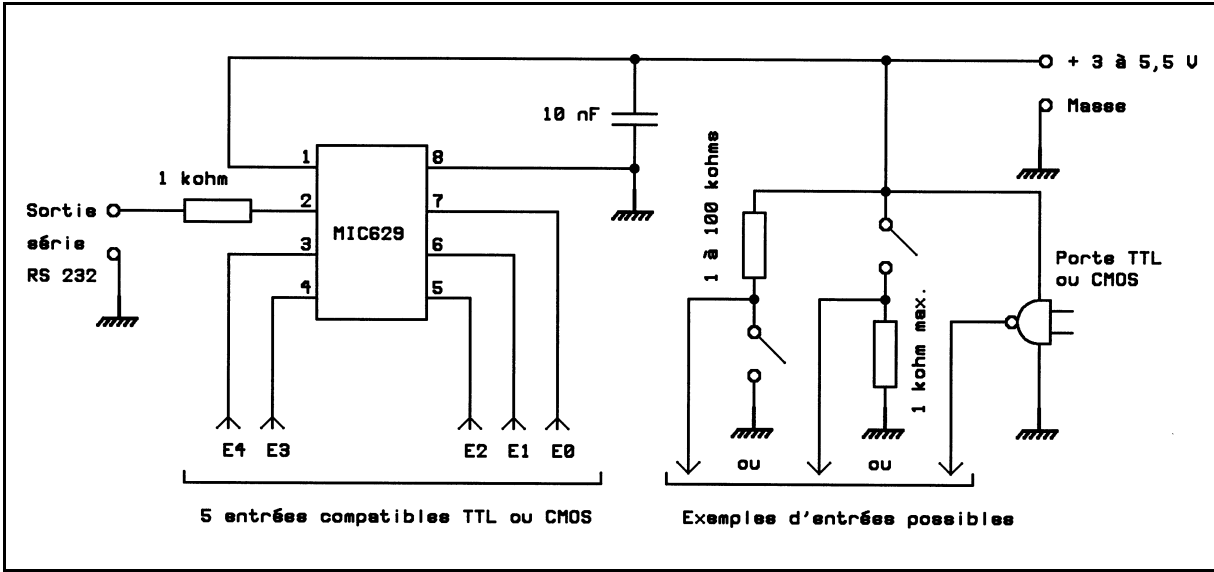 + 3 à 5,5 V
10 nF
Masse
1
8
1 kohm
2
7
Sortie
série
RS 232
MIC629
3
6
4
5
1 à 100 kohms
Porte TTL
ou CMOS
1 kohm max.
E4
E3
E2
E1
E0
ou
ou
5 entrées compatibles TTL ou CMOS
Exemples d'entrées possibles